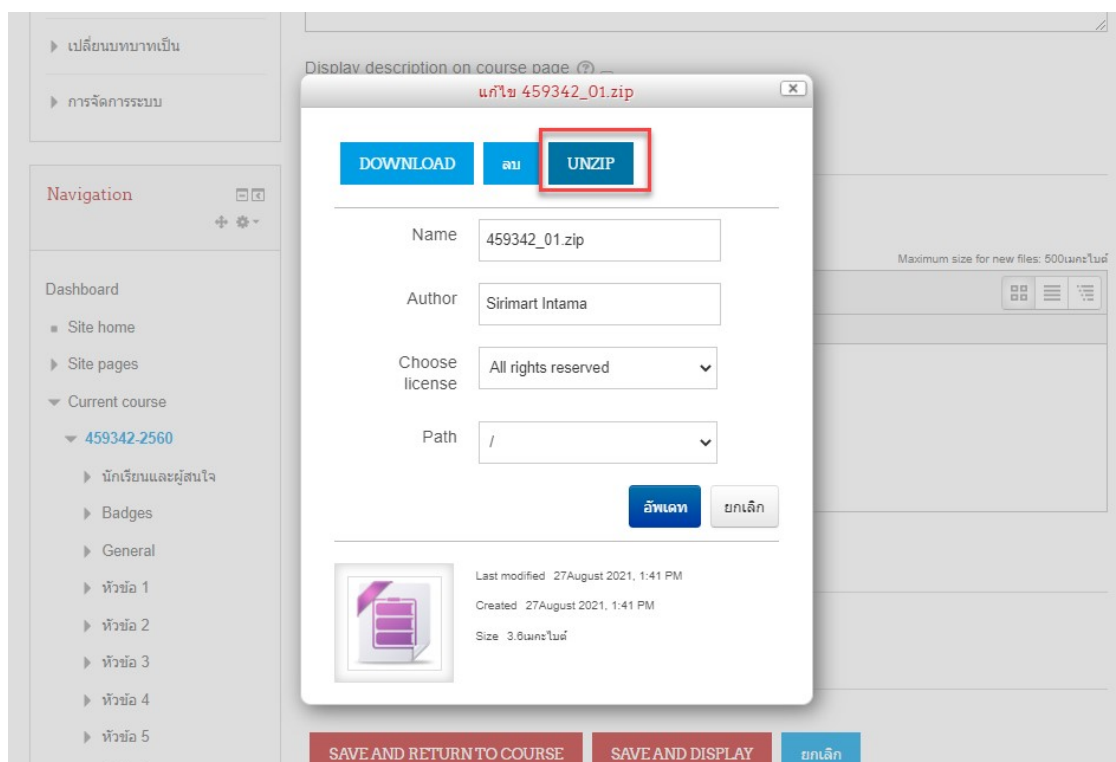 เปลี่ยนบทบาทเป็น
การจัดการระบบ
Navigation
Dashboard
Site home
Site pages
Current course
459342-2560
นักเรียนและผู้สนใจ
Badges
General
หัวข้อ 1
หัวข้อ 2
หัวข้อ 3
หัวข้อ 4
หัวข้อ 5
Display description on course page
แก้ไข 459342_01.zip
DOWNLOAD ลบ UNZIP
Name 459342_01.zip
Author Sirimart Intama
Choose license All rights reserved
Path /
อัพเดท ยกเลิก
Last modified 27August 2021, 1:41 PM
Created 27August 2021, 1:41 PM
Size 3.6เมกะไบต์
Maximum size for new files: 500เมกะไบต์
SAVE AND RETURN TO COURSE SAVE AND DISPLAY ยกเลิก